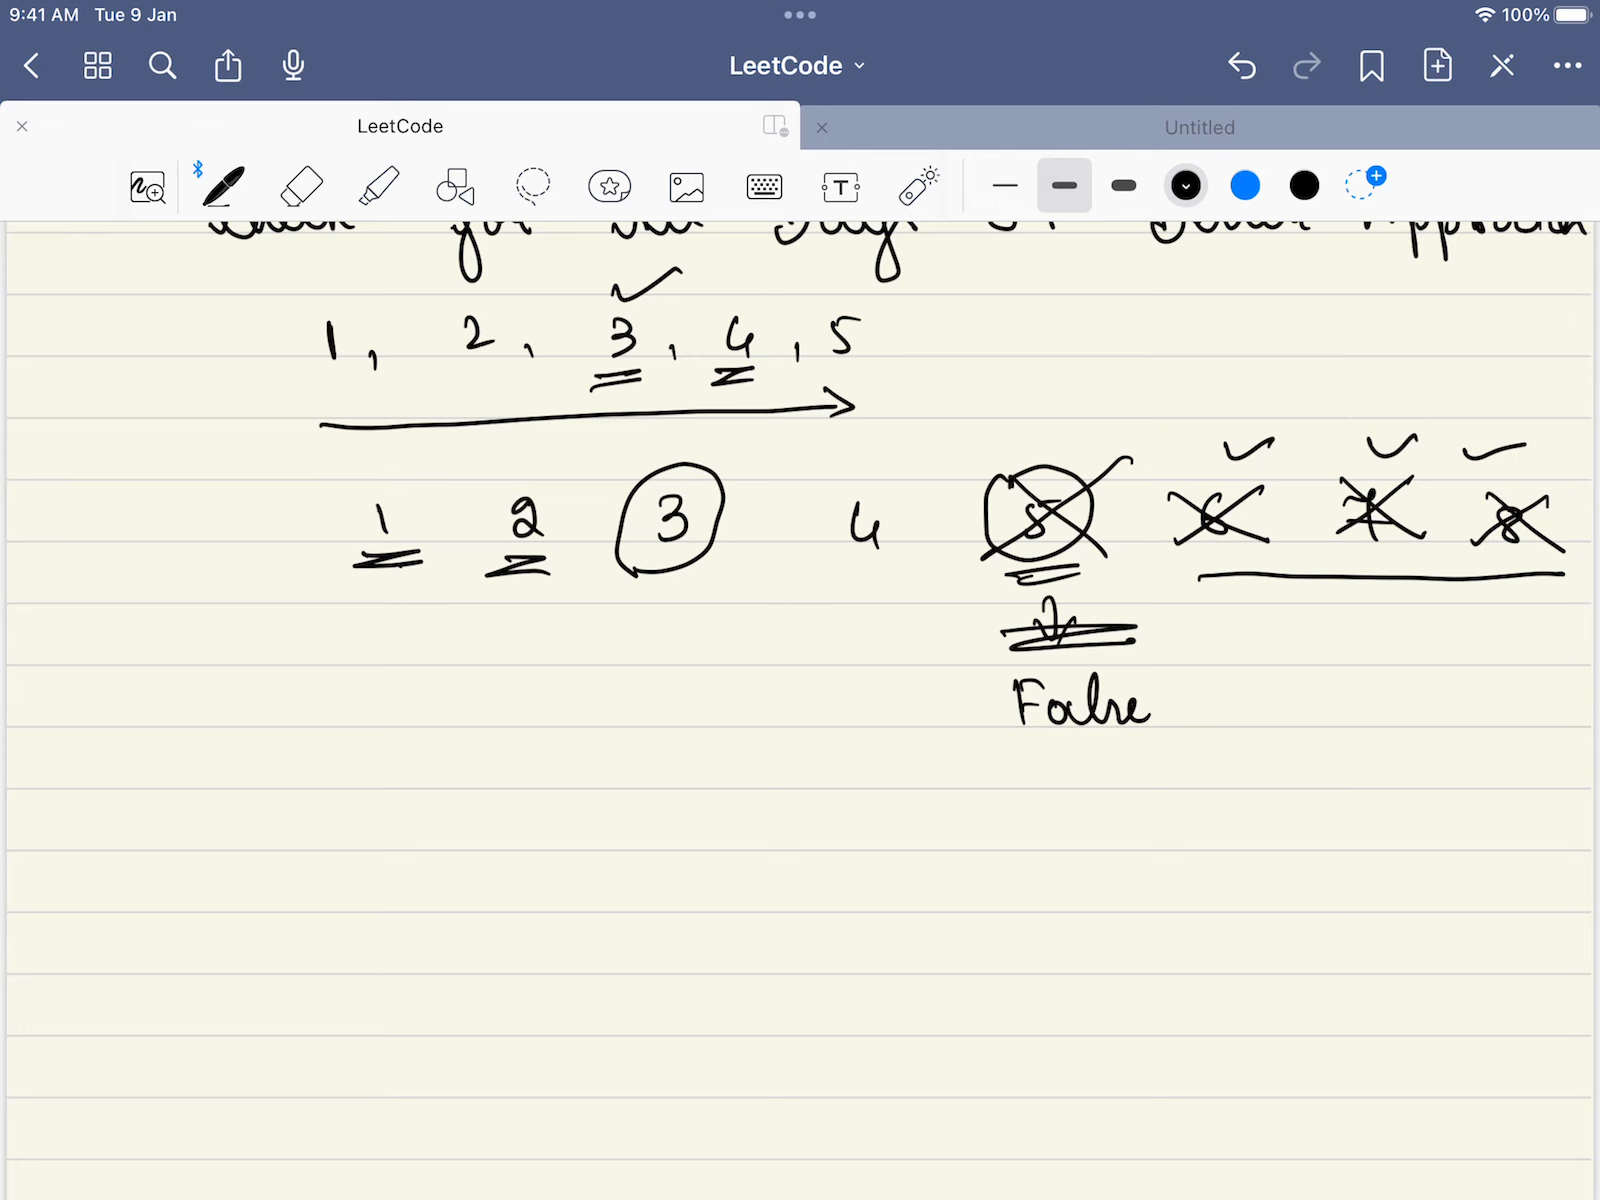 9:41 AM Tue 9 Jan
100%
LeetCode
LeetCode
Untitled
T
1, 2, 3, 4, 5
1 2 3 4 5 6 7 8
False